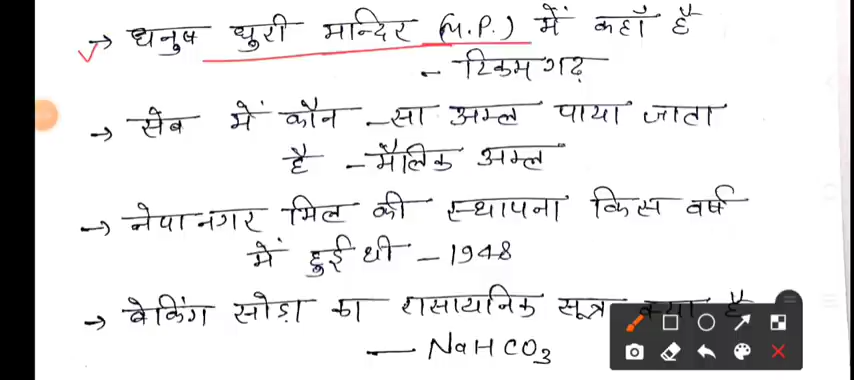 → धनुष धुरी मन्दिर (M.P.) में कहाँ है
- टिकमगढ़
→ सेब में कौन -सा अम्ल पाया जाता
है - मैलिक अम्ल
→ नेपानगर मिल की स्थापना किस वर्ष
में हुई थी - 1948
→ बेकिंग सोड़ा का रासायनिक सूत्र क्या है
— NaHCO₃